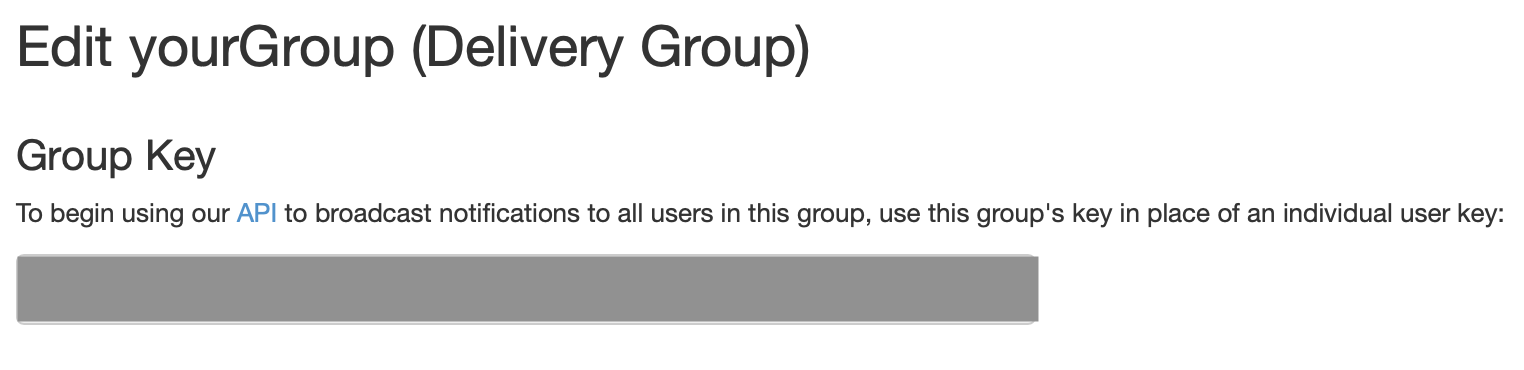 Edit yourGroup (Delivery Group)
Group Key
To begin using our API to broadcast notifications to all users in this group, use this group's key in place of an individual user key: